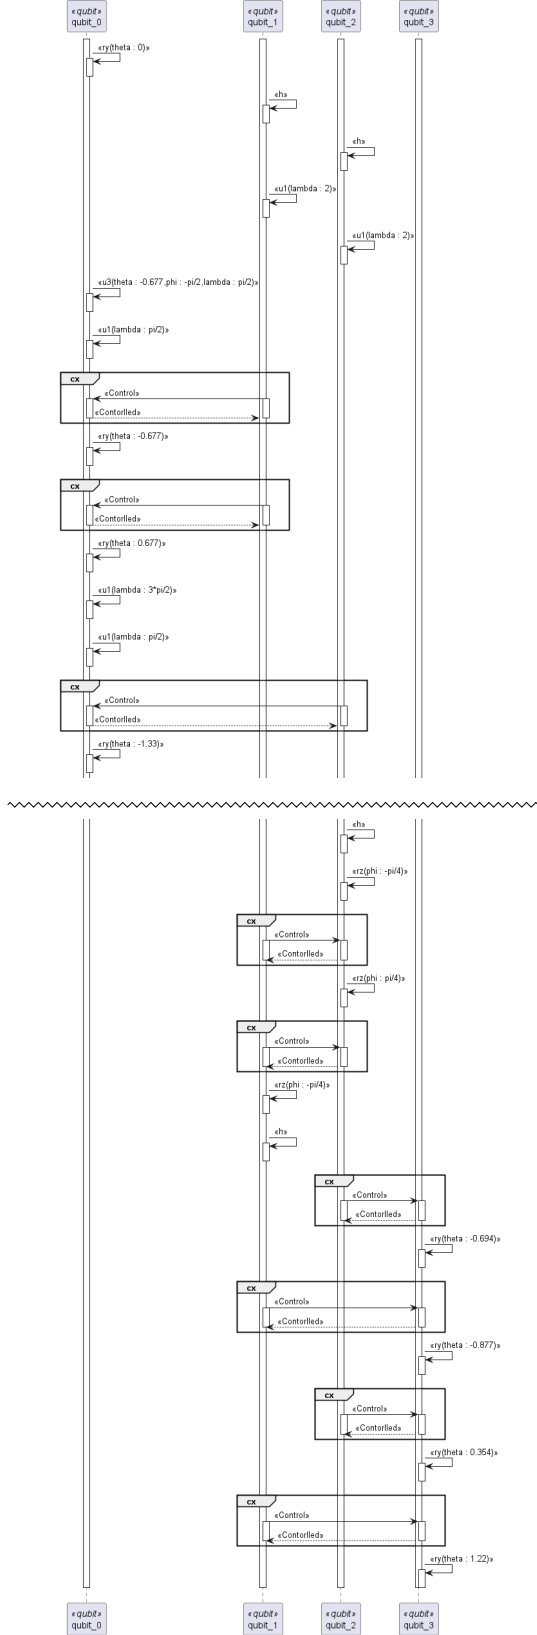 «qubit» «qubit» «qubit» «qubit»
qubit_0 qubit_1 qubit_2 qubit_3
«ry(theta : 0)»
«h»
«h»
«u1(lambda : 2)»
«u1(lambda : 2)»
«u3(theta : -0.677,phi : -pi/2,lambda : pi/2)»
«u1(lambda : pi/2)»
cx
«Control»
«Contorlled»
«ry(theta : -0.677)»
cx
«Control»
«Contorlled»
«ry(theta : 0.677)»
«u1(lambda : 3*pi/2)»
«u1(lambda : pi/2)»
cx
«Control»
«Contorlled»
«ry(theta : -1.33)»
«h»
«rz(phi : -pi/4)»
cx
«Control»
«Contorlled»
«rz(phi : pi/4)»
cx
«Control»
«Contorlled»
«rz(phi : -pi/4)»
«h»
cx
«Control»
«Contorlled»
«ry(theta : -0.694)»
cx
«Control»
«Contorlled»
«ry(theta : -0.877)»
cx
«Control»
«Contorlled»
«ry(theta : 0.354)»
cx
«Control»
«Contorlled»
«ry(theta : 1.22)»
«qubit» «qubit» «qubit» «qubit»
qubit_0 qubit_1 qubit_2 qubit_3